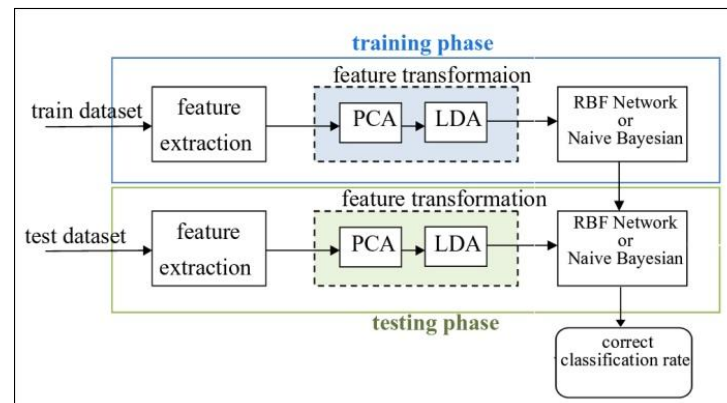 training phase
feature transformaion
train dataset
feature
extraction
PCA
LDA
RBF Network
or
Naive Bayesian
feature transformation
test dataset
feature
extraction
PCA
LDA
RBF Network
or
Naive Bayesian
testing phase
correct
classification rate